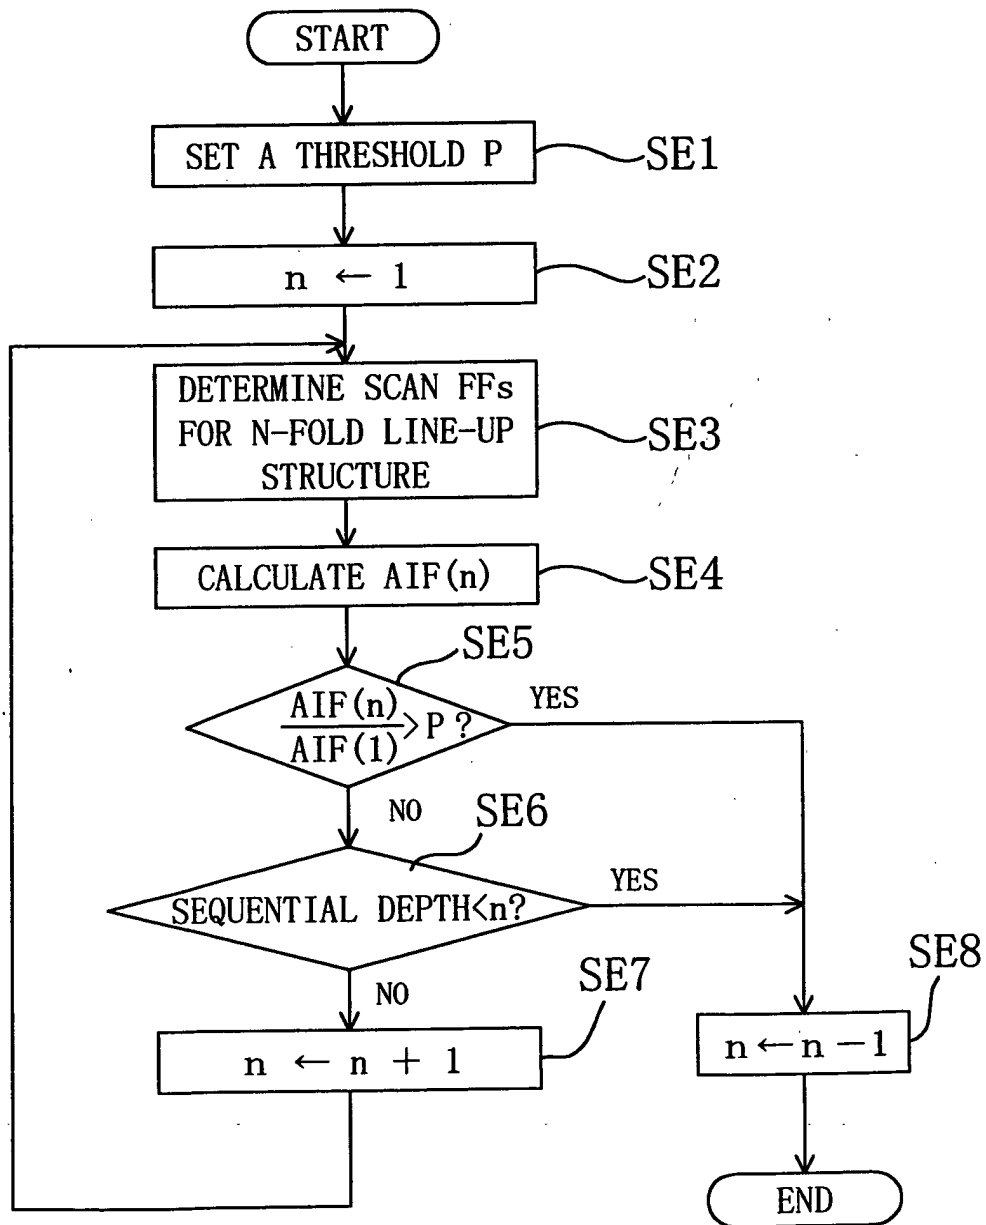 START
SET A THRESHOLD P
SE1
n ← 1
SE2
DETERMINE SCAN FFs
FOR N-FOLD LINE-UP
STRUCTURE
SE3
CALCULATE AIF(n)
SE4
SE5
AIF(n)
AIF(1)
>P?
YES
NO
SE6
SEQUENTIAL DEPTH<n?
YES
NO
SE7
n ← n + 1
SE8
n←n-1
END